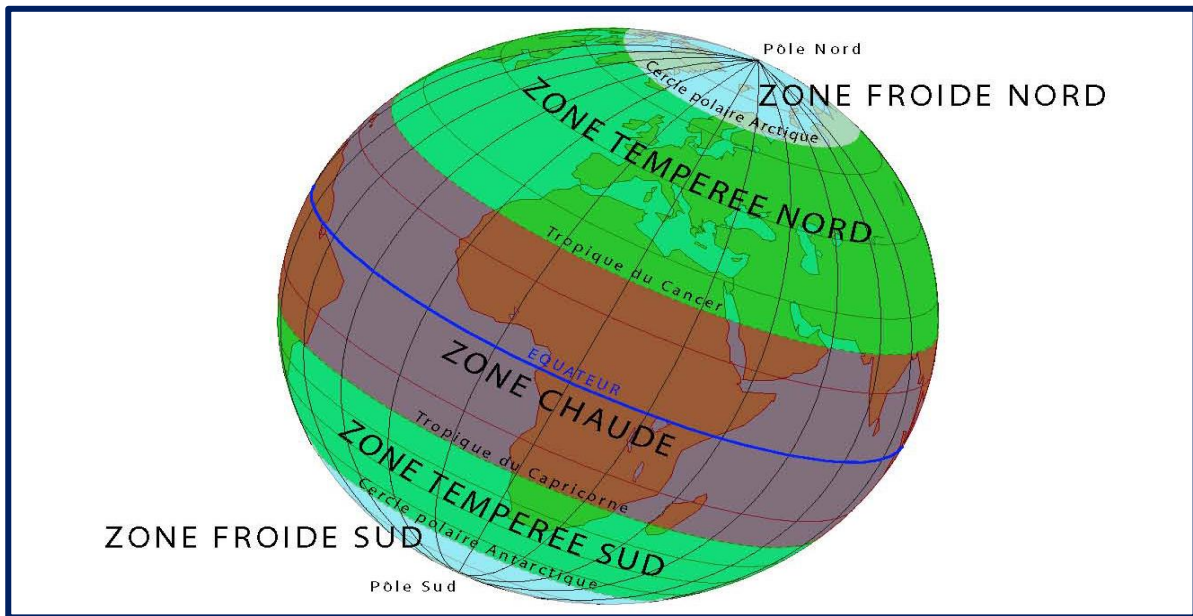 Pôle Nord
ZONE FROIDE NORD
Cercle polaire Arctique
ZONE TEMPEREE NORD
Tropique du Cancer
EQUATEUR
ZONE CHAUDE
Tropique du Capricorne
ZONE TEMPEREE SUD
Cercle polaire Antarctique
ZONE FROIDE SUD
Pôle Sud